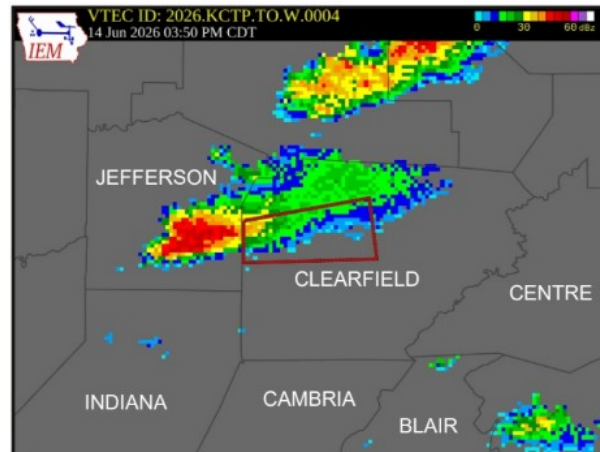 VTEC ID: 2026.KCTP.TO.W.0004
14 Jun 2026 03:50 PM CDT
IEM
0 30 60 dBz
JEFFERSON
CLEARFIELD
CENTRE
INDIANA
CAMBRIA
BLAIR